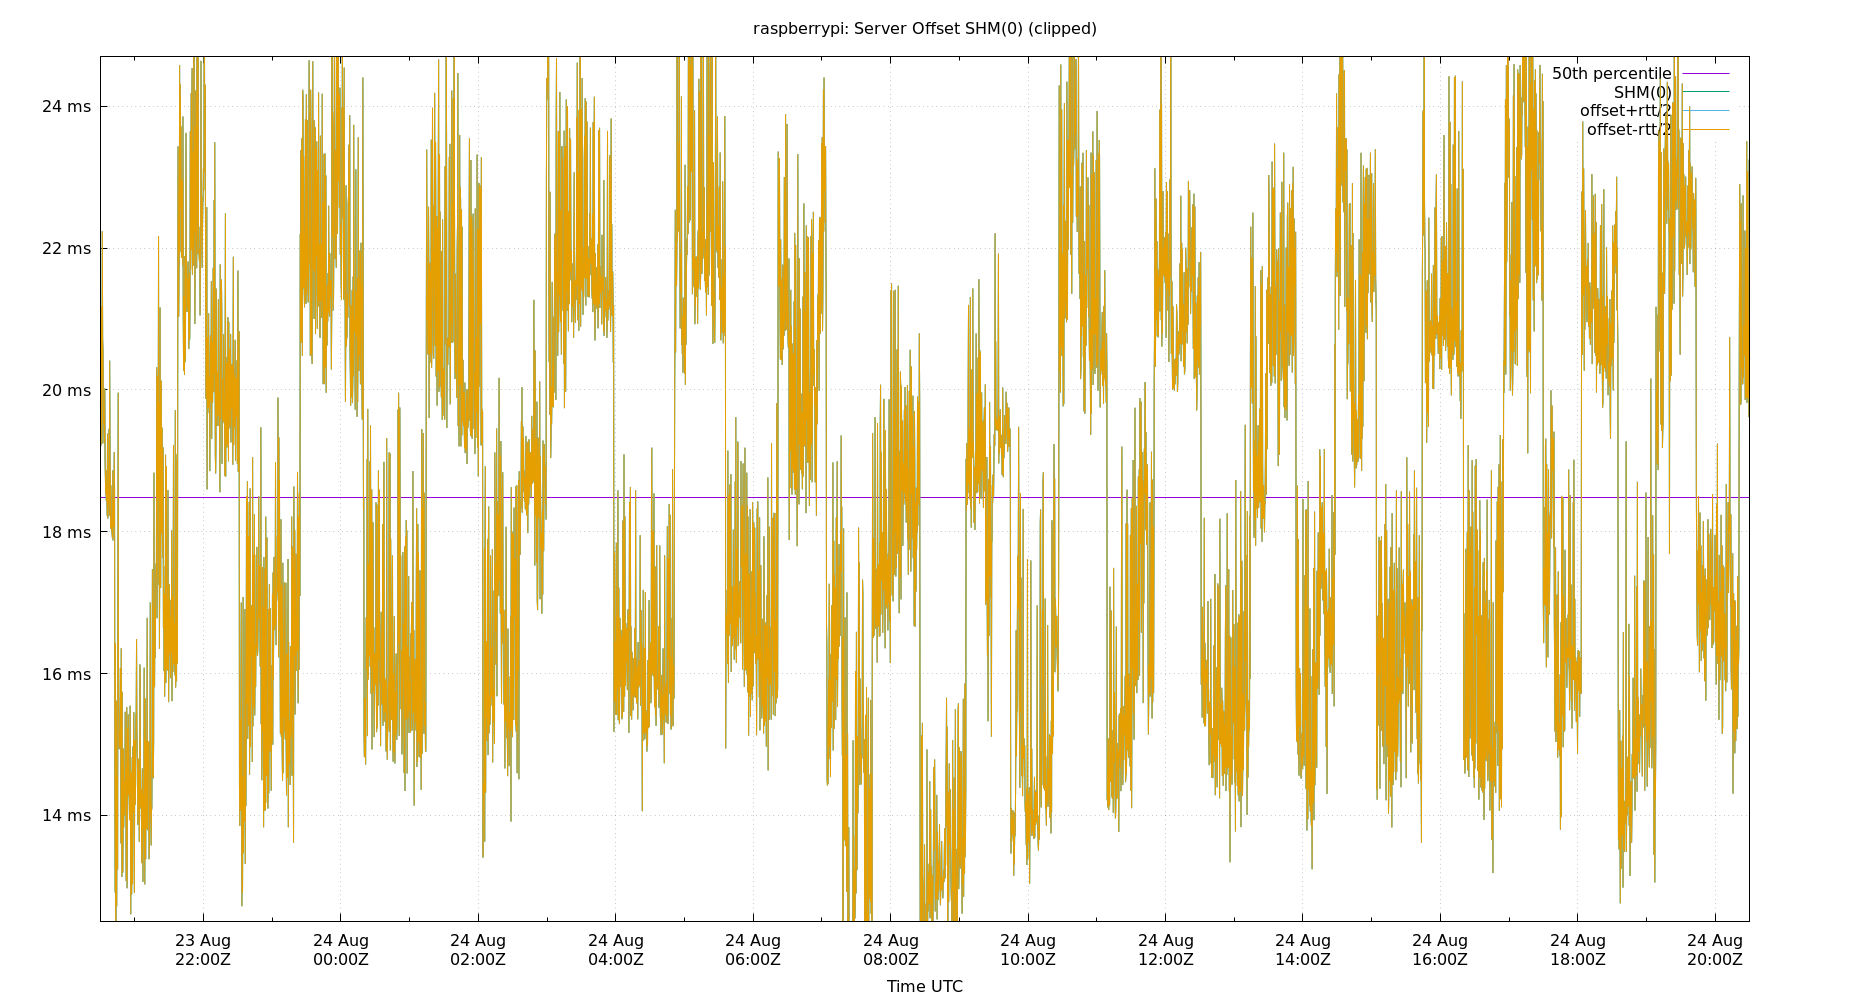 raspberrypi: Server Offset SHM(0) (clipped)
50th percentile
SHM(0)
offset+rtt/2
offset-rtt/2
24 ms
22 ms
20 ms
18 ms
16 ms
14 ms
23 Aug 24 Aug 24 Aug 24 Aug 24 Aug 24 Aug 24 Aug 24 Aug 24 Aug 24 Aug 24 Aug 24 Aug
22:00Z 00:00Z 02:00Z 04:00Z 06:00Z 08:00Z 10:00Z 12:00Z 14:00Z 16:00Z 18:00Z 20:00Z
Time UTC